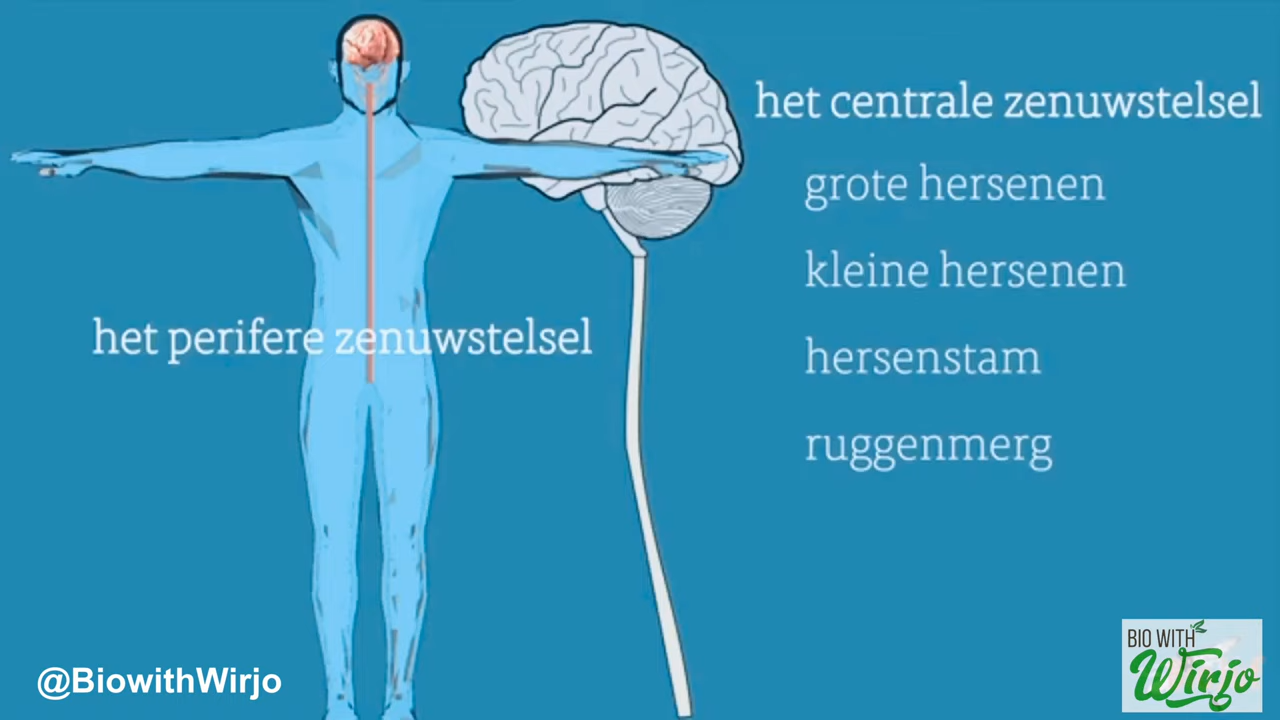 het centrale zenuwstelsel
grote hersenen
kleine hersenen
het perifere zenuwstelsel
hersenstam
ruggenmerg
@BiowithWirjo
BIO WITH
Wirjo